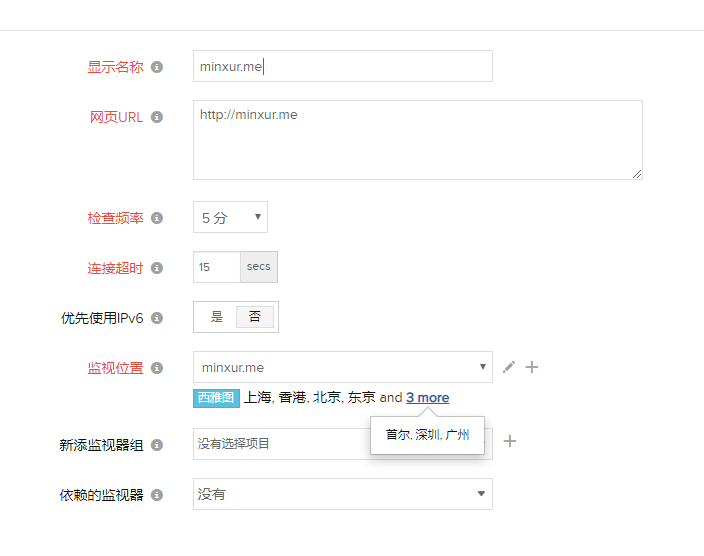 显示名称 minxur.me
网页URL http://minxur.me
检查频率 5 分
连接超时 15 secs
优先使用IPv6 是 否
监视位置 minxur.me
西雅图 上海, 香港, 北京, 东京 and 3 more
首尔, 深圳, 广州
新添监视器组 没有选择项目
依赖的监视器 没有